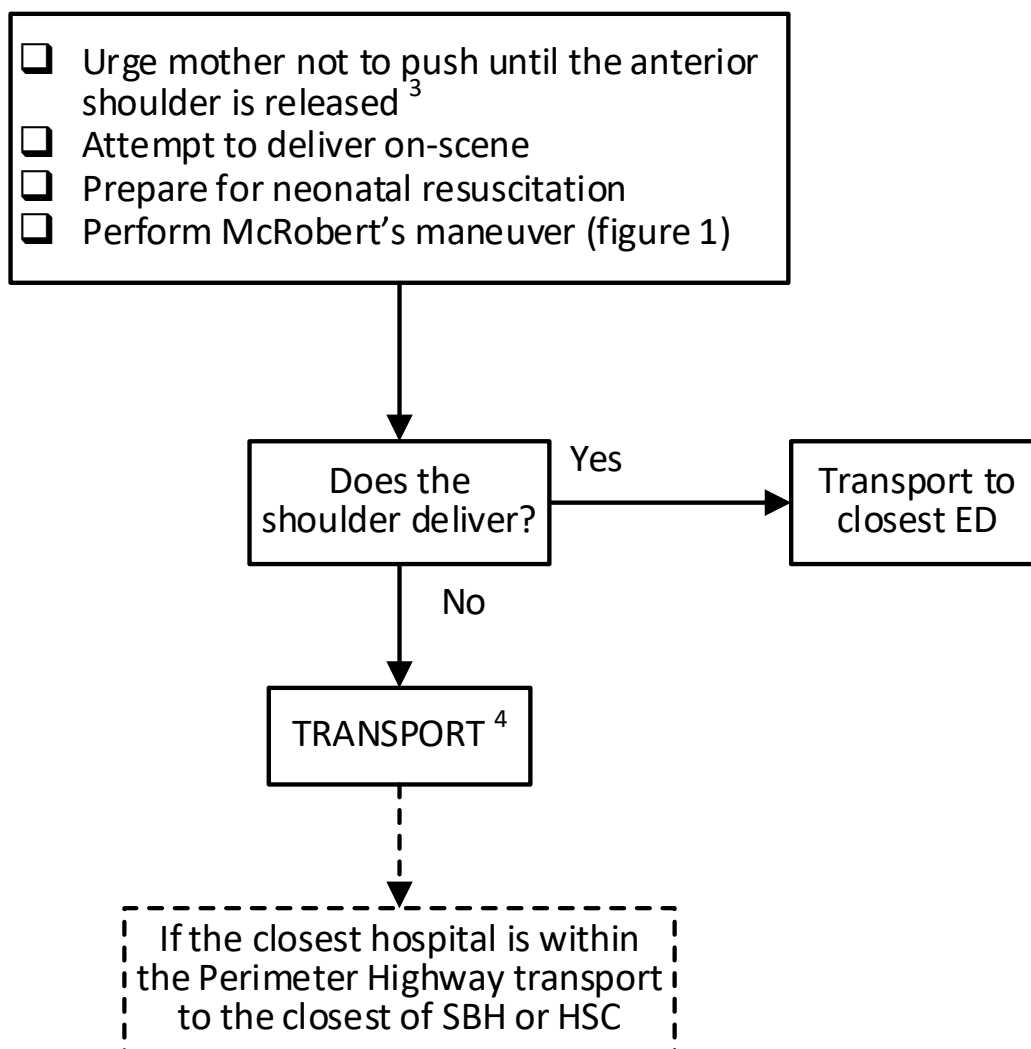 ❑ Urge mother not to push until the anterior
shoulder is released ³
❑ Attempt to deliver on-scene
❑ Prepare for neonatal resuscitation
❑ Perform McRobert’s maneuver (figure 1)
Does the
shoulder deliver?
Yes
Transport to
closest ED
No
TRANSPORT ⁴
If the closest hospital is within
the Perimeter Highway transport
to the closest of SBH or HSC